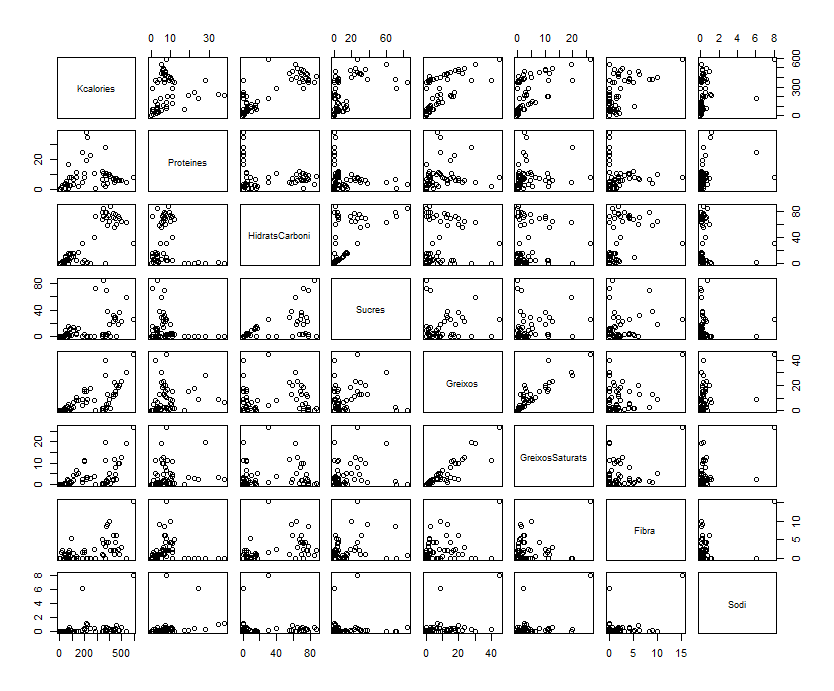 0 10 30
0 20 60
0 10 20
0 5 10
0 2 4 6 8
Kcalories
0 300 600
0 20
Proteines
HidratsCarboni
0 40 80
0 40 80
Sucres
Greixos
0 20 40
0 10 20
GreixosSaturats
Fibra
0 5 10 15
0 2 4 6 8
Sodi
0 200 500
0 40 80
0 20 40
0 5 10 15